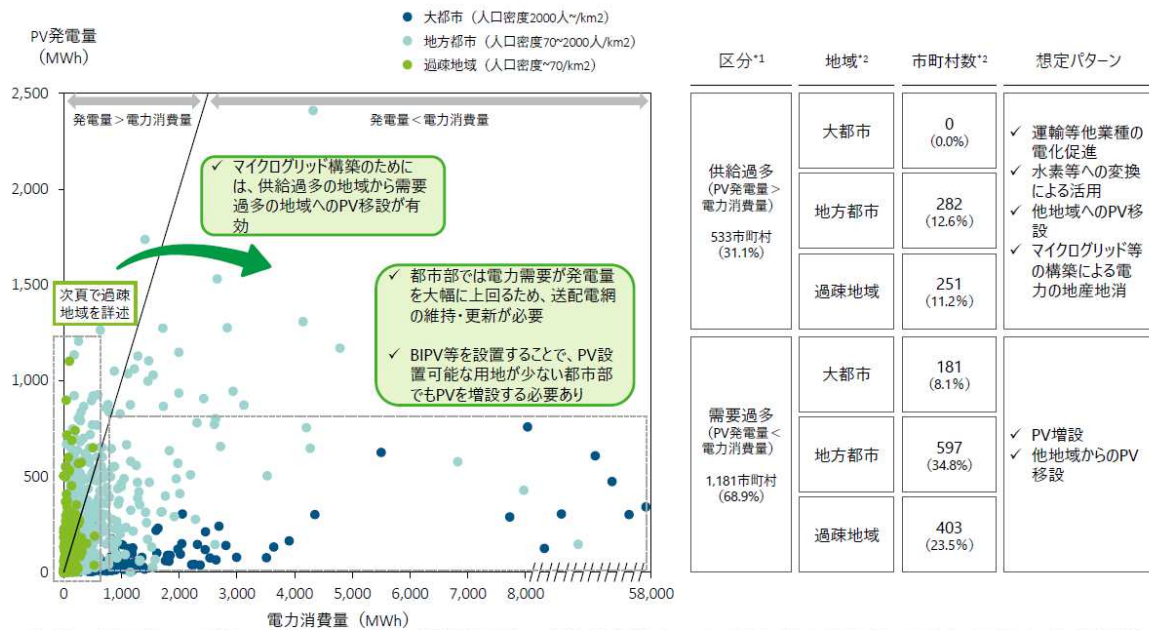 ● 大都市（人口密度2000人~/km2）
● 地方都市（人口密度70~2000人/km2）
● 過疎地域（人口密度~70/km2）
PV発電量
（MWh）
2,500
2,000
1,500
1,000
500
0
発電量＞電力消費量
発電量＜電力消費量
✓ マイクログリッド構築のために
は、供給過多の地域から需要
過多の地域へのPV移設が有
効
次頁で過疎
地域を詳述
✓ 都市部では電力需要が発電量
を大幅に上回るため、送配電網
の維持・更新が必要
✓ BIPV等を設置することで、PV設
置可能な用地が少ない都市部
でもPVを増設する必要あり
0 1,000 2,000 3,000 4,000 5,000 6,000 7,000 8,000 58,000
電力消費量（MWh）
区分*1 地域*2 市町村数*2 想定パターン
供給過多
(PV発電量＞
電力消費量)
533市町村
(31.1%)
大都市
0
(0.0%)
地方都市
282
(12.6%)
過疎地域
251
(11.2%)
✓ 運輸等他業種の
電化促進
✓ 水素等への変換
による活用
✓ 他地域へのPV移
設
✓ マイクログリッド等
の構築による電
力の地産地消
需要過多
(PV発電量＜
電力消費量)
1,181市町村
(68.9%)
大都市
181
(8.1%)
地方都市
597
(34.8%)
過疎地域
403
(23.5%)
✓ PV増設
✓ 他地域からのPV
移設